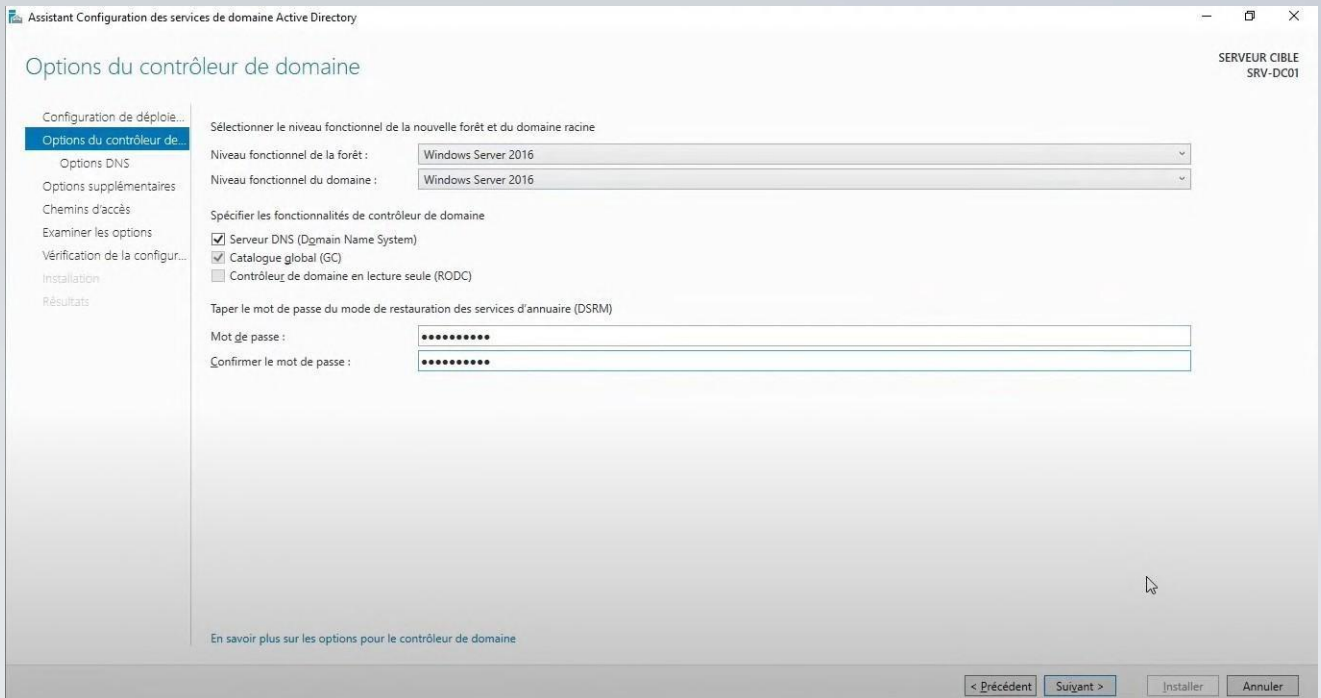 Assistant Configuration des services de domaine Active Directory
Options du contrôleur de domaine
SERVEUR CIBLE
SRV-DC01
Configuration de déploie...
Options du contrôleur de...
Options DNS
Options supplémentaires
Chemins d'accès
Examiner les options
Vérification de la configur...
Installation
Résultats
Sélectionner le niveau fonctionnel de la nouvelle forêt et du domaine racine
Niveau fonctionnel de la forêt : Windows Server 2016
Niveau fonctionnel du domaine : Windows Server 2016
Spécifier les fonctionnalités de contrôleur de domaine
Serveur DNS (Domain Name System)
Catalogue global (GC)
Contrôleur de domaine en lecture seule (RODC)
Taper le mot de passe du mode de restauration des services d'annuaire (DSRM)
Mot de passe : ••••••••••
Confirmer le mot de passe : ••••••••••
En savoir plus sur les options pour le contrôleur de domaine
< Précédent Suivant > Installer Annuler